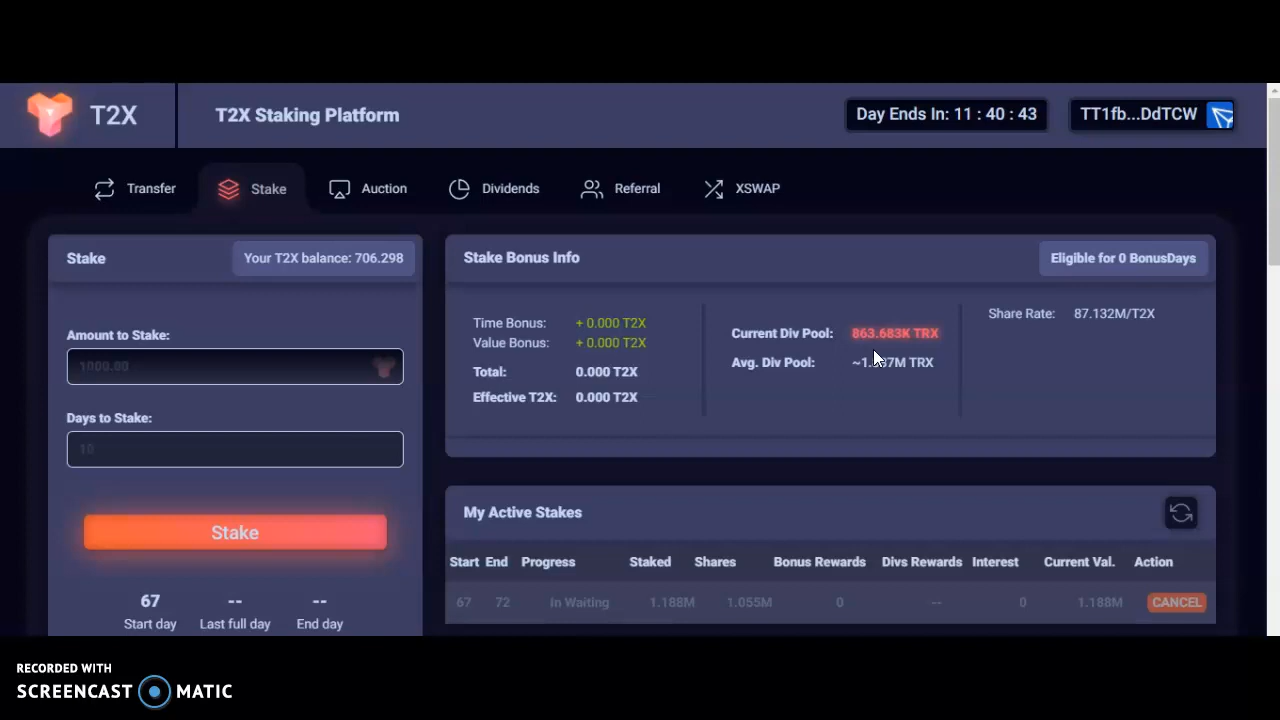 T2X
T2X Staking Platform
Day Ends In: 11 : 40 : 43
TT1fb...DdTCW
Transfer
Stake
Auction
Dividends
Referral
XSWAP
Stake
Your T2X balance: 706.298
Amount to Stake:
1000.00
Days to Stake:
10
Stake
67
--
--
Start day
Last full day
End day
Stake Bonus Info
Eligible for 0 BonusDays
Time Bonus: + 0.000 T2X
Value Bonus: + 0.000 T2X
Total: 0.000 T2X
Effective T2X: 0.000 T2X
Current Div Pool: 863.683K TRX
Avg. Div Pool: TRX
Share Rate: 87.132M/T2X
My Active Stakes
Start End Progress Staked Shares Bonus Rewards Divs Rewards Interest Current Val. Action
67 72 In Waiting 1.188M 1.055M 0 -- 0 1.188M CANCEL
RECORDED WITH
SCREENCAST MATIC